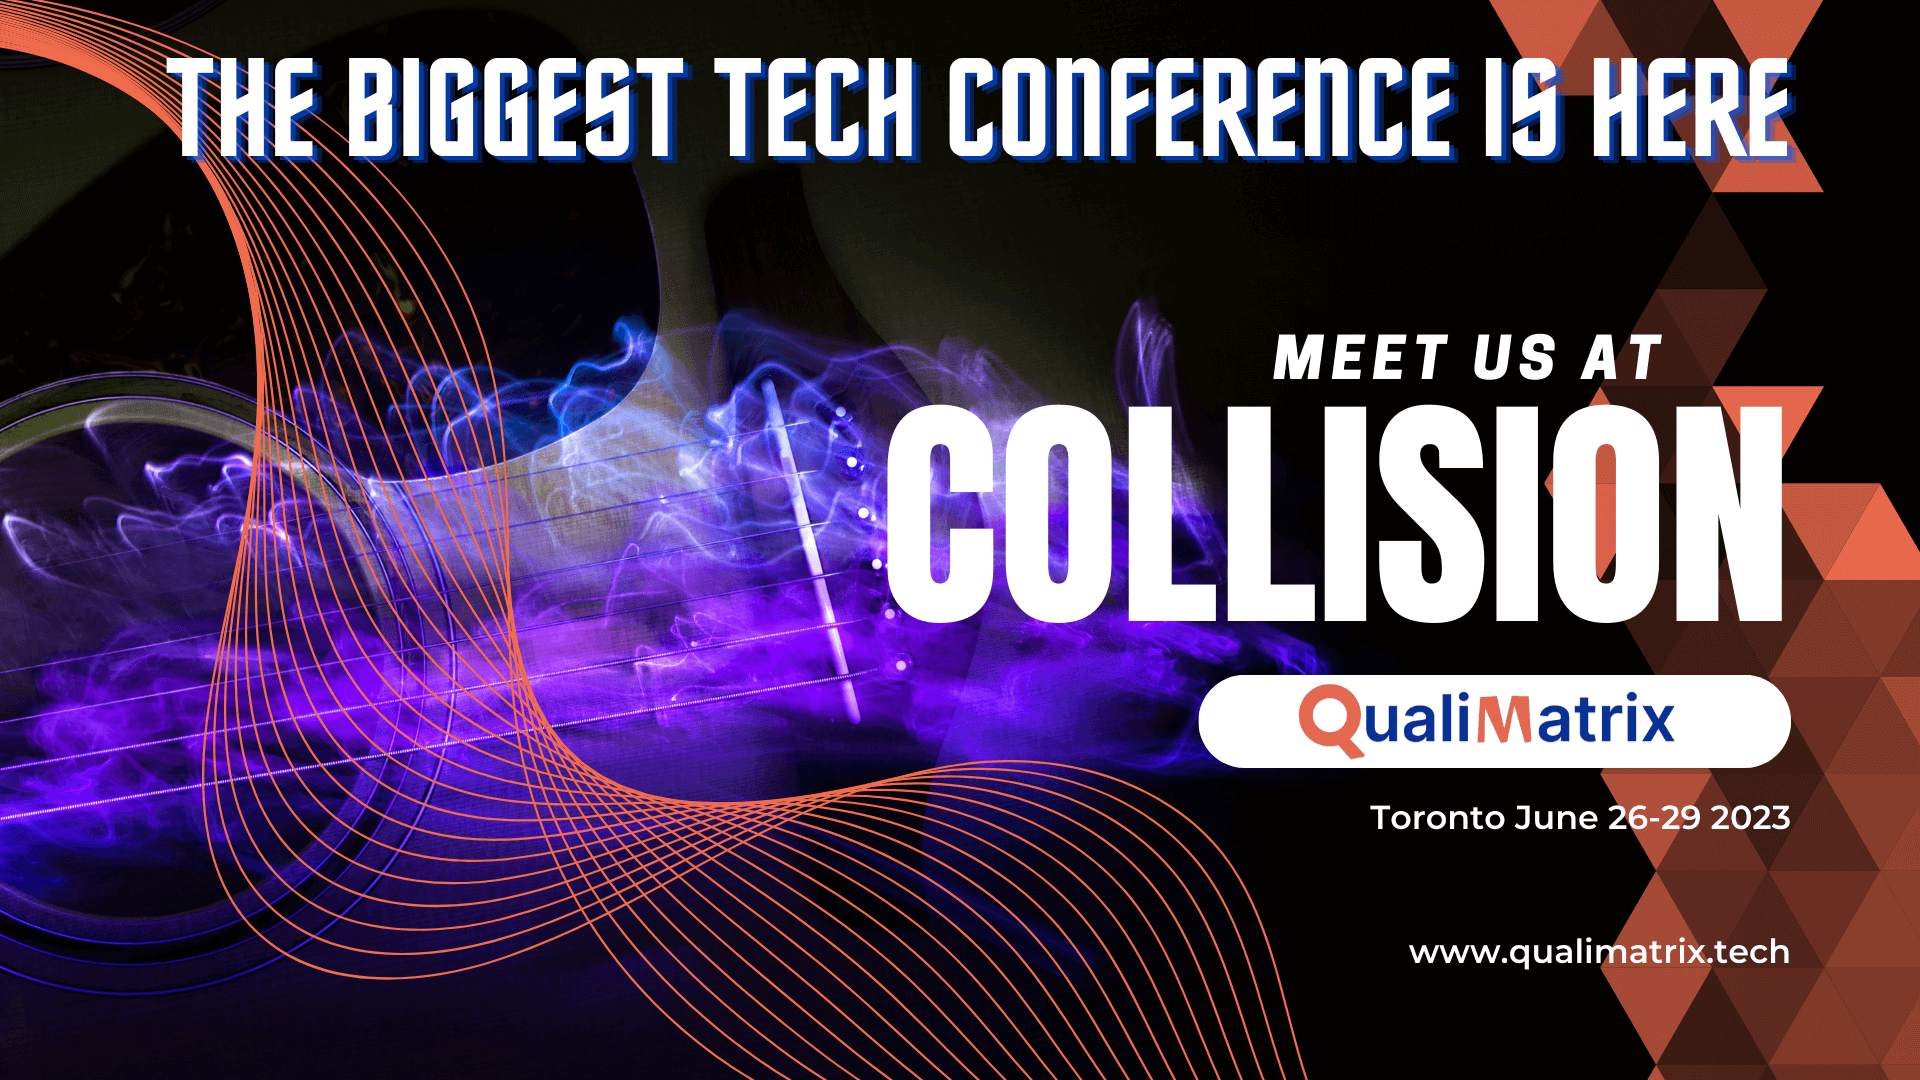 THE BIGGEST TECH CONFERENCE IS HERE
MEET US AT
COLLISION
QualiMatrix
Toronto June 26-29 2023
www.qualimatrix.tech